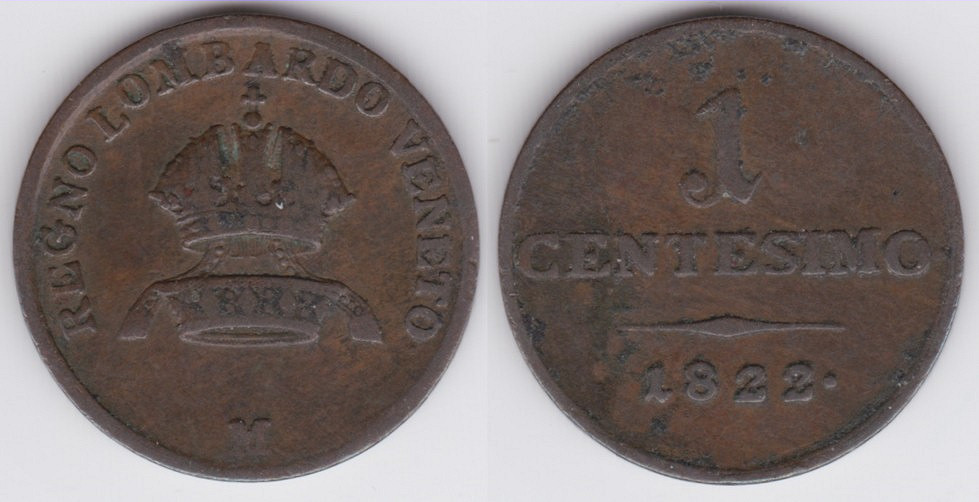 REGNO LOMBARDO VENETO
M
1
CENTESIMO
1822.